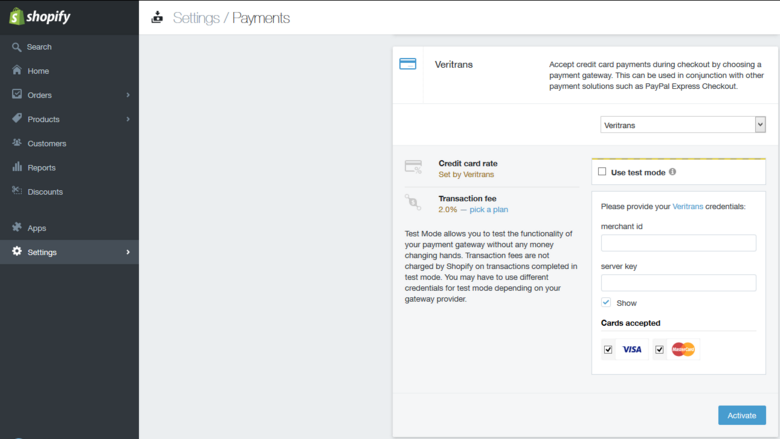 shopify
Settings / Payments
Search
Home
Orders
Products
Customers
Reports
Discounts
Apps
Settings
Veritrans
Accept credit card payments during checkout by choosing a
payment gateway. This can be used in conjunction with other
payment solutions such as PayPal Express Checkout.
Veritrans
Credit card rate
Set by Veritrans
Transaction fee
2.0% — pick a plan
Test Mode allows you to test the functionality of
your payment gateway without any money
changing hands. Transaction fees are not
charged by Shopify on transactions completed in
test mode. You may have to use different
credentials for test mode depending on your
gateway provider.
Use test mode
Please provide your Veritrans credentials:
merchant id
server key
Show
Cards accepted
VISA MasterCard
Activate